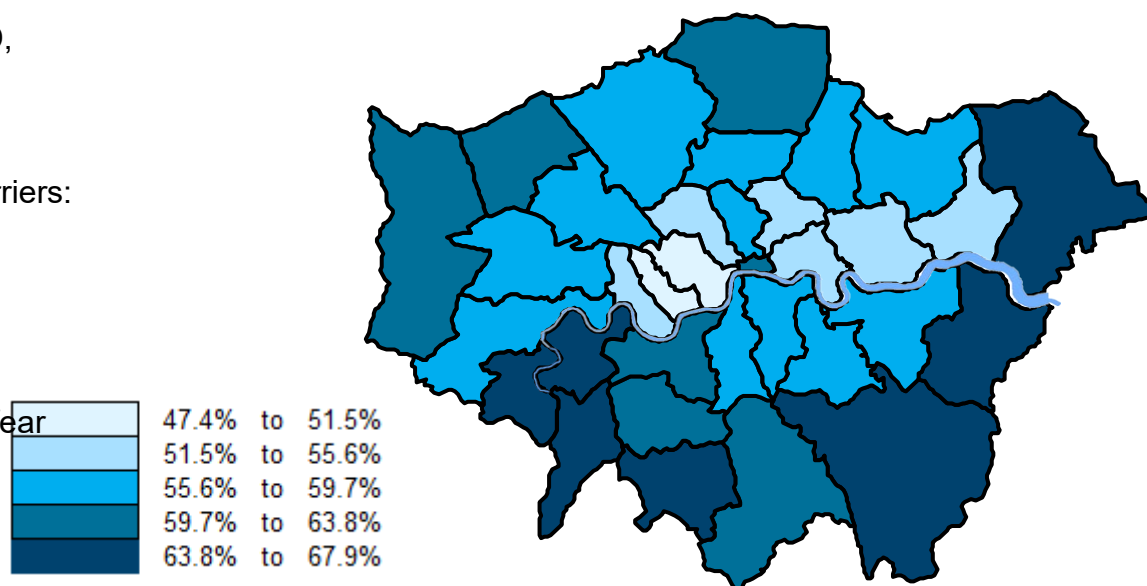 ),
rriers:
ear
47.4% to 51.5%
51.5% to 55.6%
55.6% to 59.7%
59.7% to 63.8%
63.8% to 67.9%